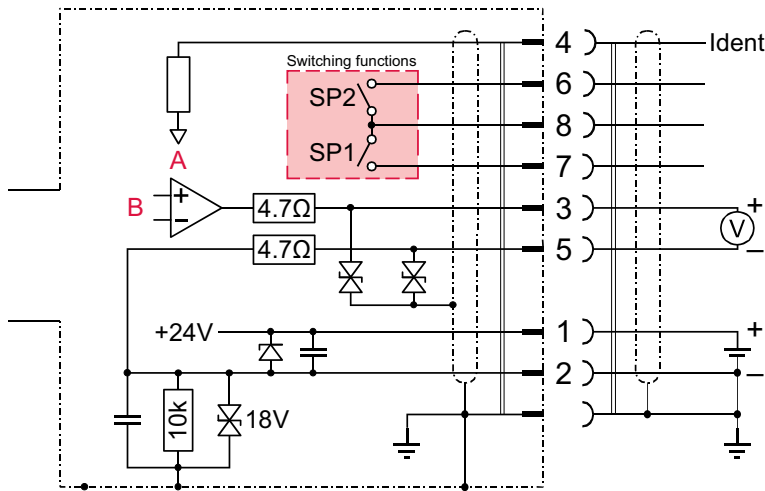 4
Ident
Switching functions
SP2
6
8
SP1
7
A
B
+
−
4.7Ω
3
+
V
4.7Ω
5
−
+24V
1
+
2
−
10k
18V